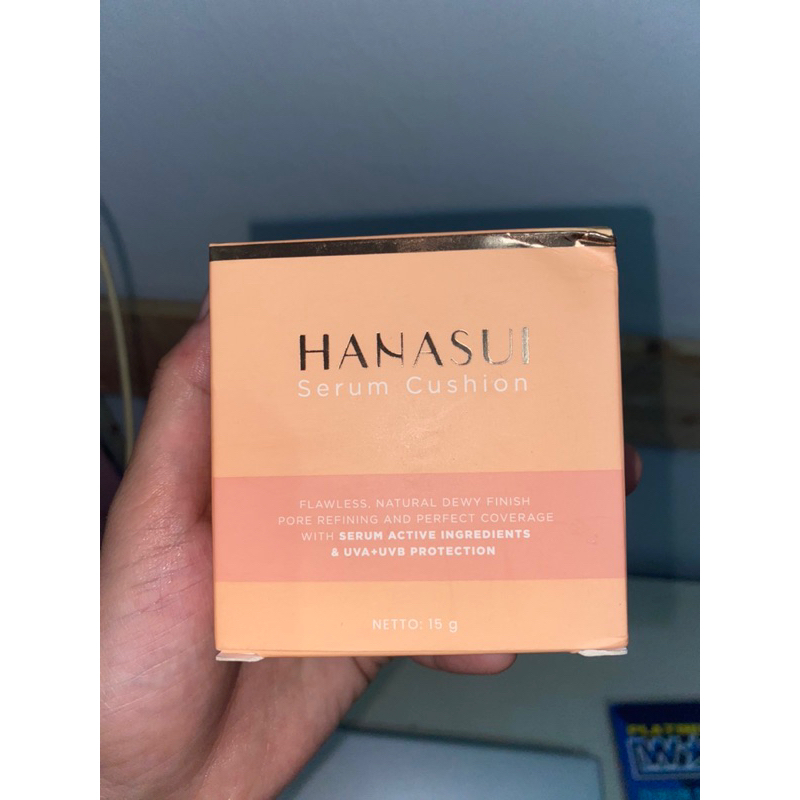 HANASUI
Serum Cushion
FLAWLESS, NATURAL DEWY FINISH
PORE REFINING AND PERFECT COVERAGE
WITH SERUM ACTIVE INGREDIENTS
& UVA+UVB PROTECTION
NETTO: 15 g